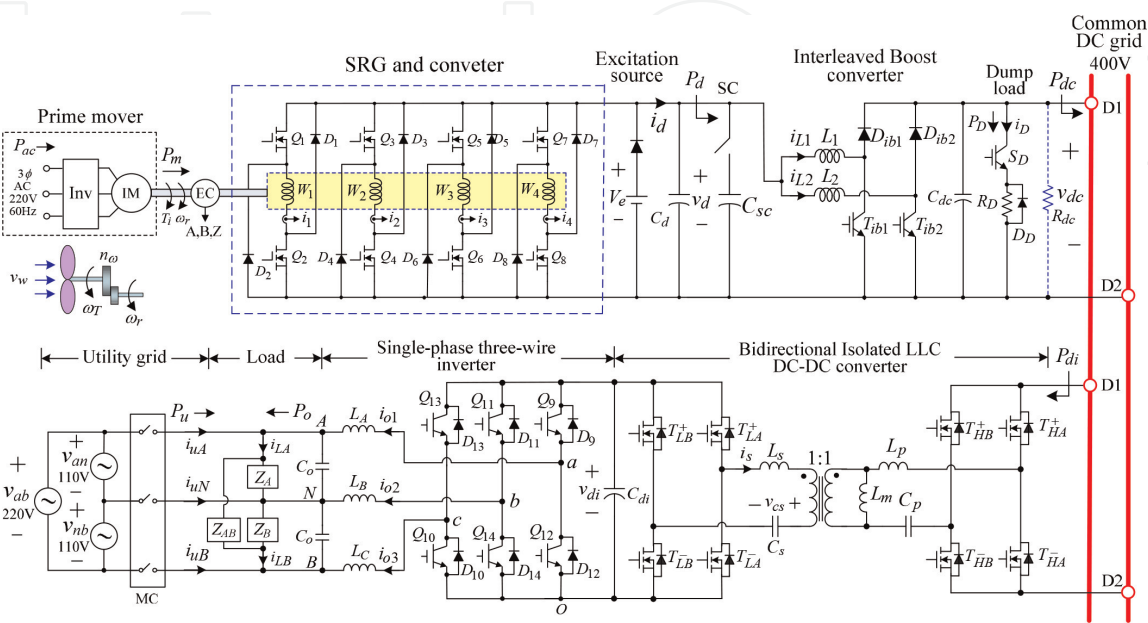 Common
DC grid
400V
SRG and conveter
Excitation
source
Interleaved Boost
converter
Dump
load
Prime mover
P_ac
3ϕ
AC
220V
60Hz
Inv
IM
P_m
T_i ω_r
EC
A,B,Z
v_w
n_ω
ω_T
ω_r
Q_1 D_1 Q_3 D_3 Q_5 D_5 Q_7 D_7
W_1 W_2 W_3 W_4
i_1 i_2 i_3 i_4
D_2 Q_2 D_4 Q_4 D_6 Q_6 D_8 Q_8
i_d
P_d
SC
+
V_e
−
C_d
+
v_d
−
C_sc
i_L1 L_1
i_L2 L_2
D_ib1 D_ib2
T_ib1 T_ib2
C_dc
P_D i_D
S_D
R_D
D_D
P_dc
+
v_dc
R_dc
−
D1
D2
Utility grid
Load
Single-phase three-wire
inverter
Bidirectional Isolated LLC
DC-DC converter
P_di
D1
D2
+
v_ab
220V
−
+
v_an
110V
−
+
v_nb
110V
−
MC
P_u
P_o
i_uA
i_uN
i_uB
i_LA
Z_A
Z_AB
Z_B
i_LB
A
C_o
N
C_o
B
L_A i_o1
L_B i_o2
L_C i_o3
Q_13 Q_11 Q_9
D_13 D_11 D_9
a
b
c
Q_10 Q_14 Q_12
D_10 D_14 D_12
O
+
v_di
−
C_di
T_LB^+ T_LA^+
T_LB^− T_LA^−
i_s L_s
− v_cs +
C_s
1:1
L_p
L_m
C_p
T_HB^+ T_HA^+
T_HB^− T_HA^−